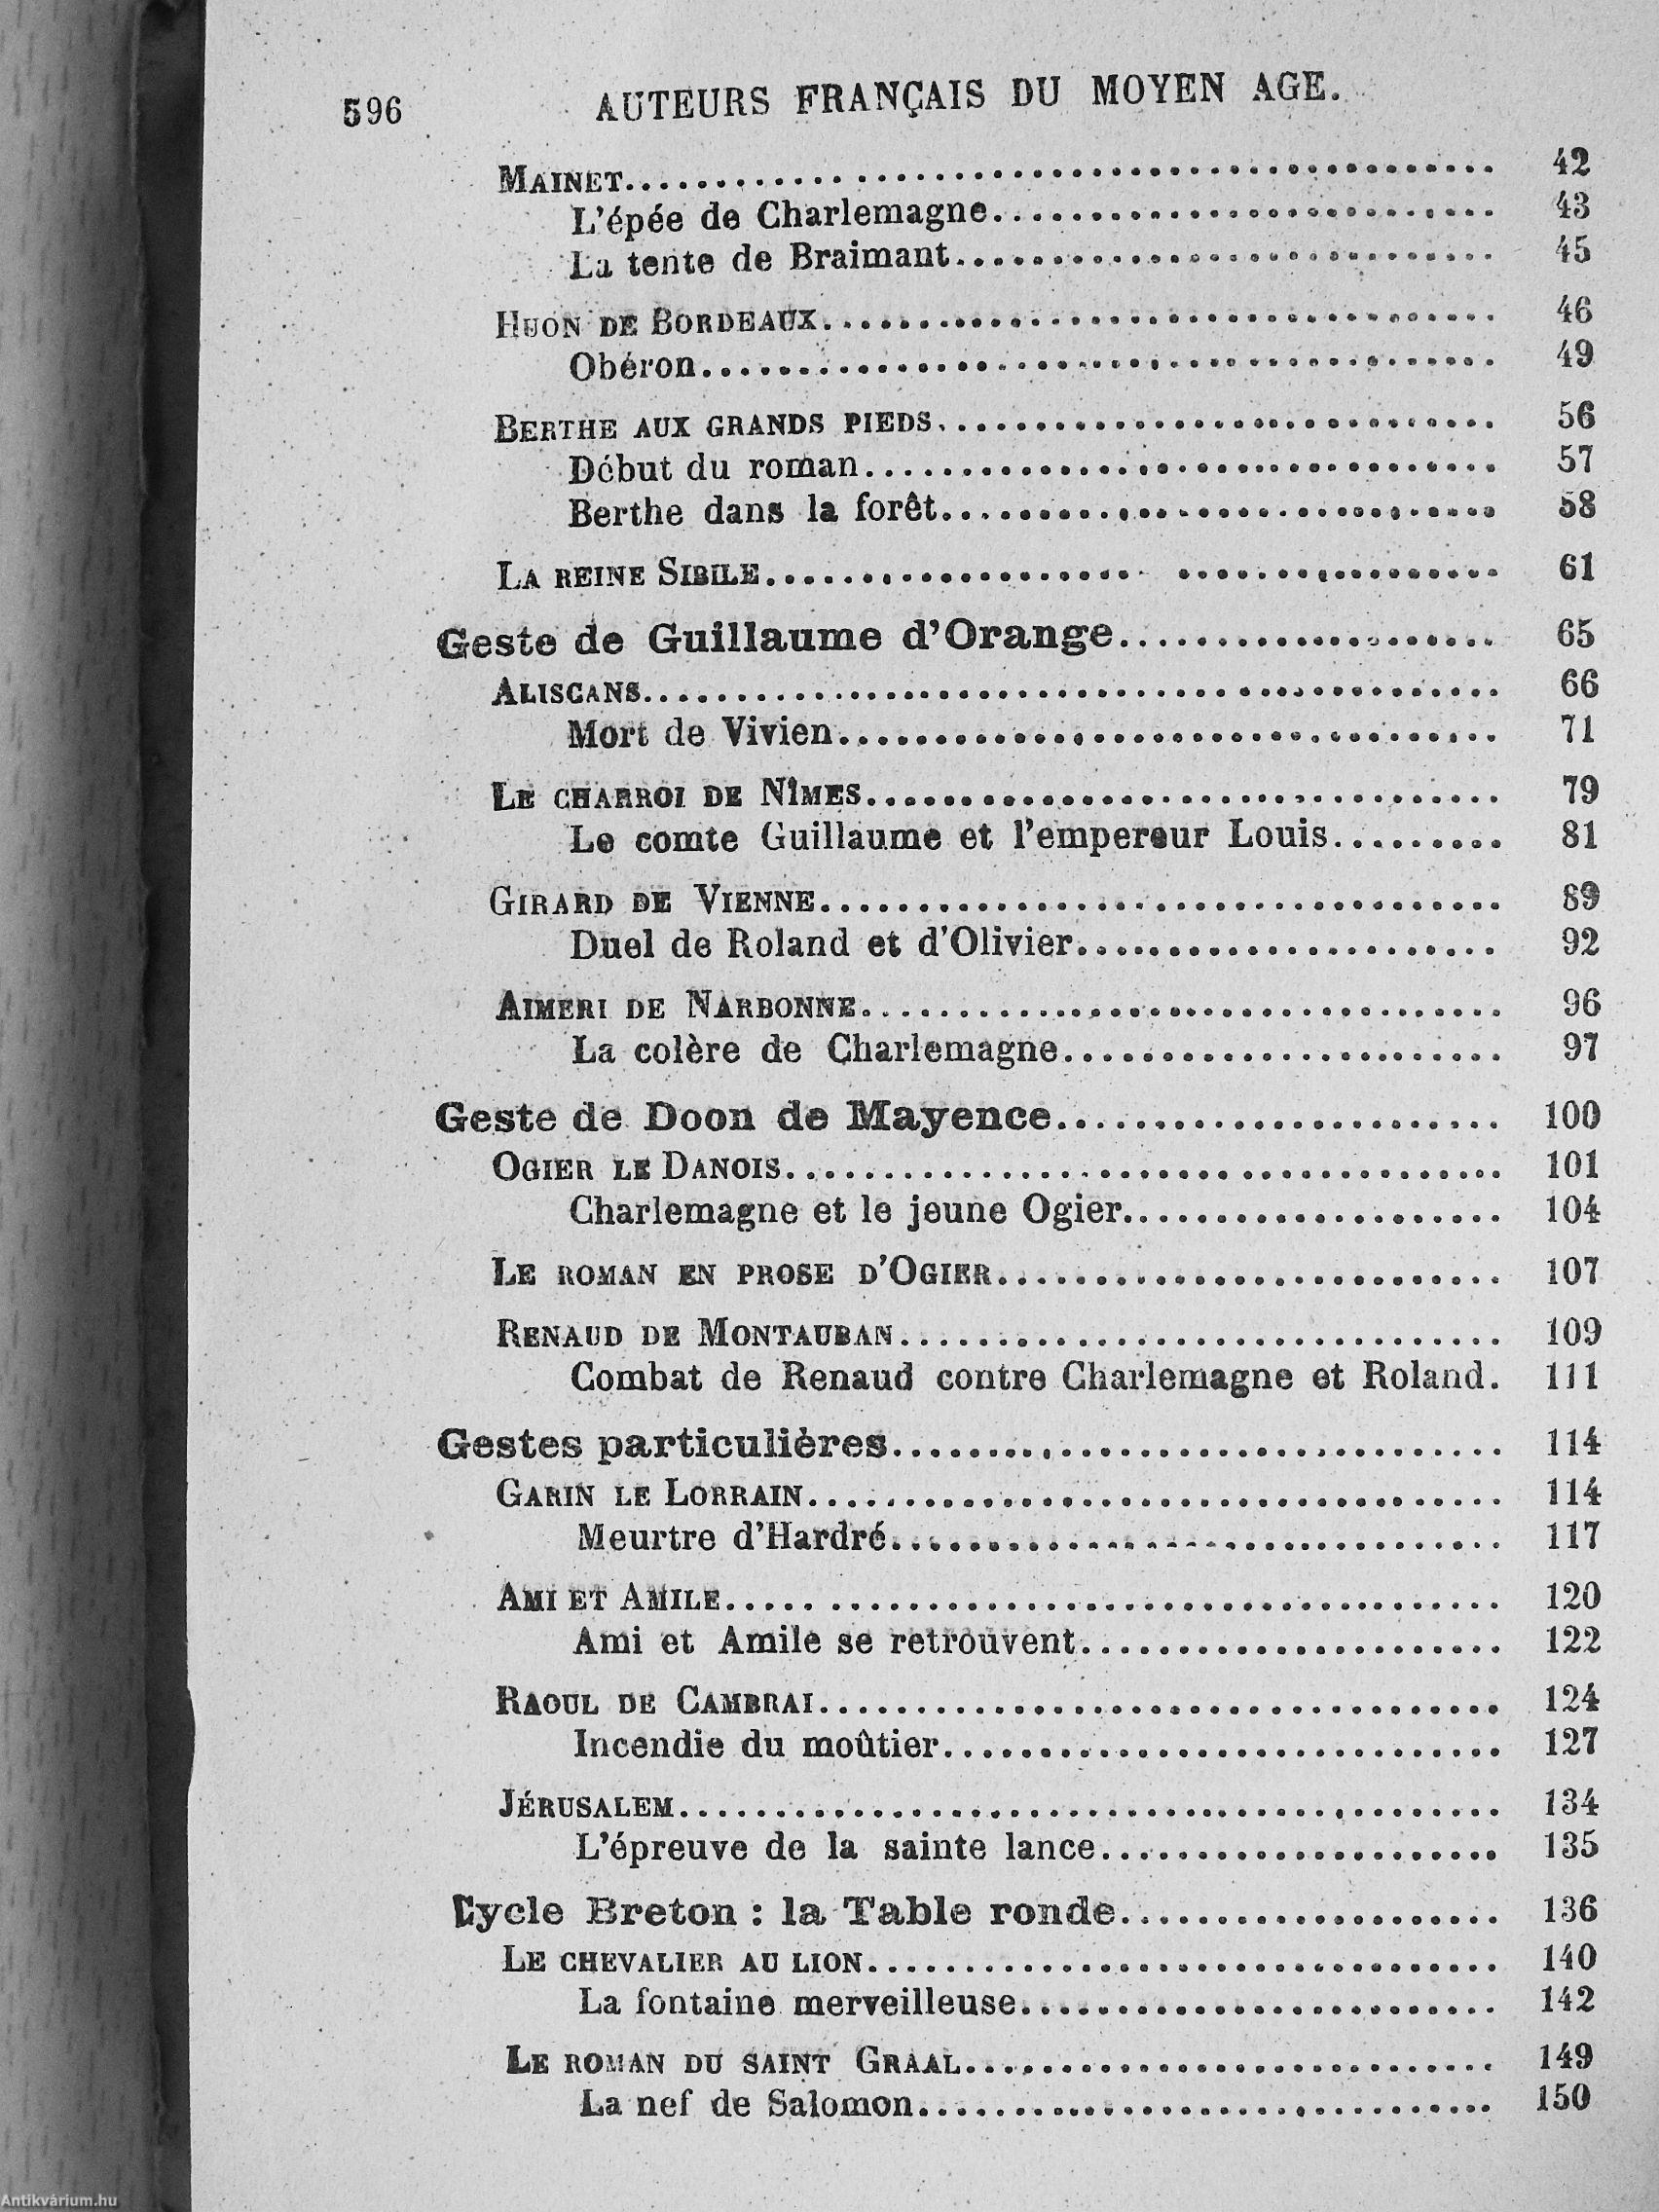 596 AUTEURS FRANÇAIS DU MOYEN AGE.
MAINET........................................ 42
L'épée de Charlemagne........................ 43
La tente de Braimant......................... 45
HUON DE BORDEAUX............................. 46
Obéron....................................... 49
BERTHE AUX GRANDS PIEDS...................... 56
Début du roman............................... 57
Berthe dans la forêt......................... 58
LA REINE SIBILE.............................. 61
Geste de Guillaume d'Orange.................. 65
ALISCANS..................................... 66
Mort de Vivien............................... 71
LE CHARROI DE NÎMES.......................... 79
Le comte Guillaume et l'empereur Louis......... 81
GIRARD DE VIENNE............................. 89
Duel de Roland et d'Olivier.................. 92
AIMERI DE NARBONNE........................... 96
La colère de Charlemagne..................... 97
Geste de Doon de Mayence..................... 100
OGIER LE DANOIS.............................. 101
Charlemagne et le jeune Ogier................ 104
LE ROMAN EN PROSE D'OGIER.................... 107
RENAUD DE MONTAUBAN.......................... 109
Combat de Renaud contre Charlemagne et Roland. 111
Gestes particulières......................... 114
GARIN LE LORRAIN............................. 114
Meurtre d'Hardré............................. 117
AMI ET AMILE................................. 120
Ami et Amile se retrouvent................... 122
RAOUL DE CAMBRAI............................. 124
Incendie du moûtier.......................... 127
JÉRUSALEM.................................... 134
L'épreuve de la sainte lance................. 135
Cycle Breton : la Table ronde................ 136
LE CHEVALIER AU LION......................... 140
La fontaine merveilleuse..................... 142
LE ROMAN DU SAINT GRAAL...................... 149
La nef de Salomon............................ 150
Antikvárium.hu